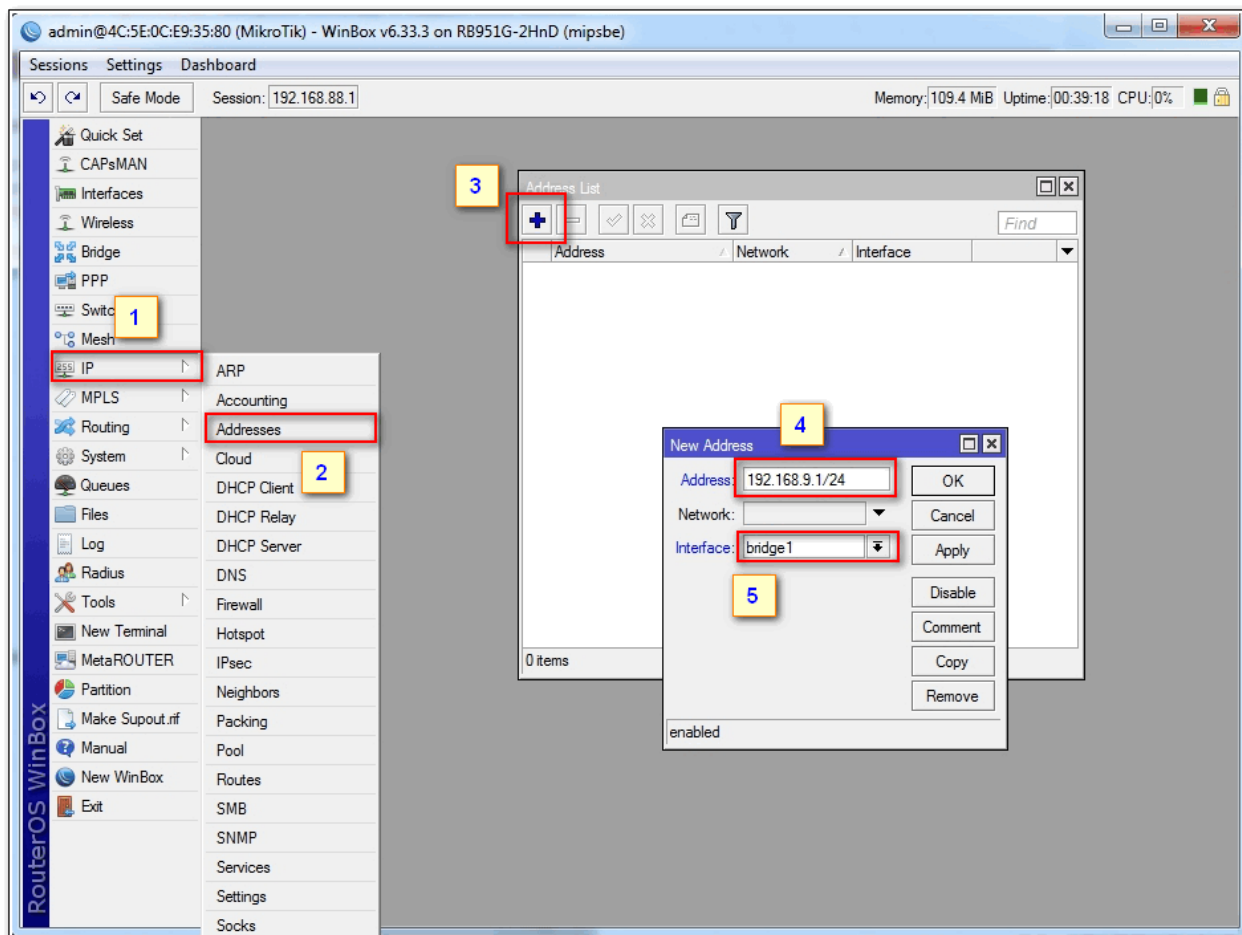 admin@4C:5E:0C:E9:35:80 (MikroTik) - WinBox v6.33.3 on RB951G-2HnD (mipsbe)
Sessions Settings Dashboard
Safe Mode Session: 192.168.88.1 Memory: 109.4 MiB Uptime: 00:39:18 CPU: 0%
Quick Set
CAPsMAN
Interfaces
Wireless
Bridge
PPP
Switc
1
Mesh
IP
MPLS
Routing
System
Queues
Files
Log
Radius
Tools
New Terminal
MetaROUTER
Partition
Make Supout.rif
Manual
New WinBox
Exit
RouterOS WinBox
ARP
Accounting
Addresses
Cloud
2
DHCP Client
DHCP Relay
DHCP Server
DNS
Firewall
Hotspot
IPsec
Neighbors
Packing
Pool
Routes
SMB
SNMP
Services
Settings
Socks
3
Address List
Find
Address Network Interface
0 items
4
New Address
Address: 192.168.9.1/24 OK
Network: Cancel
Interface: bridge1 Apply
5
Disable
Comment
Copy
Remove
enabled